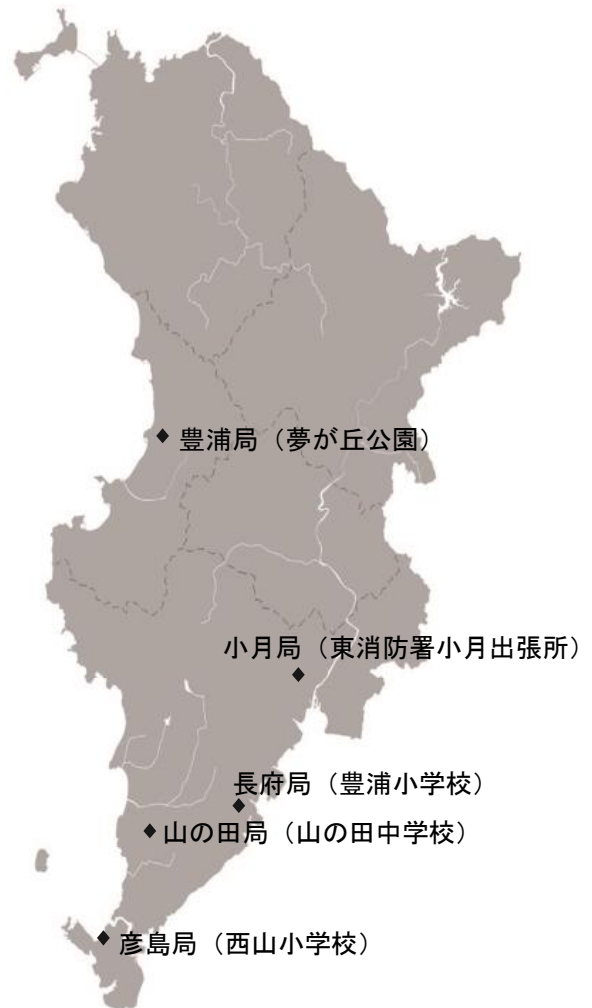 豊浦局（夢が丘公園）
小月局（東消防署小月出張所）
長府局（豊浦小学校）
山の田局（山の田中学校）
彦島局（西山小学校）